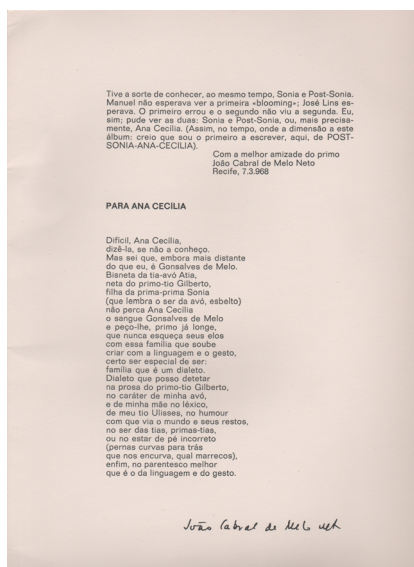 Tive a sorte de conhecer, ao mesmo tempo, Sonia e Post-Sonia.
Manuel não esperava ver a primeira «blooming»; José Lins es-
perava. O primeiro errou e o segundo não viu a segunda. Eu,
sim; pude ver as duas: Sonia e Post-Sonia, ou, mais precisa-
mente, Ana Cecília. (Assim, no tempo, onde a dimensão a este
álbum: creio que sou o primeiro a escrever, aqui, de POST-
SONIA-ANA-CECÍLIA).
Com a melhor amizade do primo
João Cabral de Melo Neto
Recife, 7.3.968
PARA ANA CECÍLIA
Difícil, Ana Cecília,
dizê-la, se não a conheço.
Mas sei que, embora mais distante
do que eu, é Gonsalves de Melo.
Bisneta da tia-avó Atia,
neta do primo-tio Gilberto,
filha da prima-prima Sonia
(que lembra o ser da avó, esbelto)
não perca Ana Cecília
o sangue Gonsalves de Melo
e peço-lhe, primo já longe,
que nunca esqueça seus elos
com essa família que soube
criar com a linguagem e o gesto,
certo ser especial de ser:
família que é um dialeto.
Dialeto que posso detetar
na prosa do primo-tio Gilberto,
no caráter de minha avó,
e de minha mãe no léxico,
de meu tio Ulisses, no humour
com que via o mundo e seus restos,
no ser das tias, primas-tias,
ou no estar de pé incorreto
(pernas curvas para trás
que nos encurva, qual marrecos),
enfim, no parentesco melhor
que é o da linguagem e do gesto.
João Cabral de Melo Neto